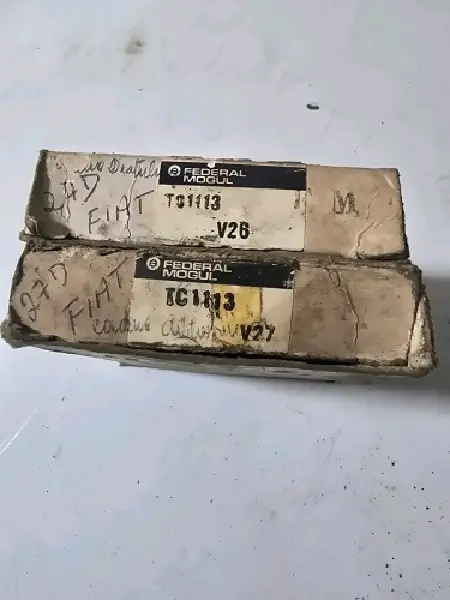 FEDERAL
MOGUL
TC1113
V26
27D
FIAT
M
FEDERAL
MOGUL
TC1113
V27
27D
FIAT